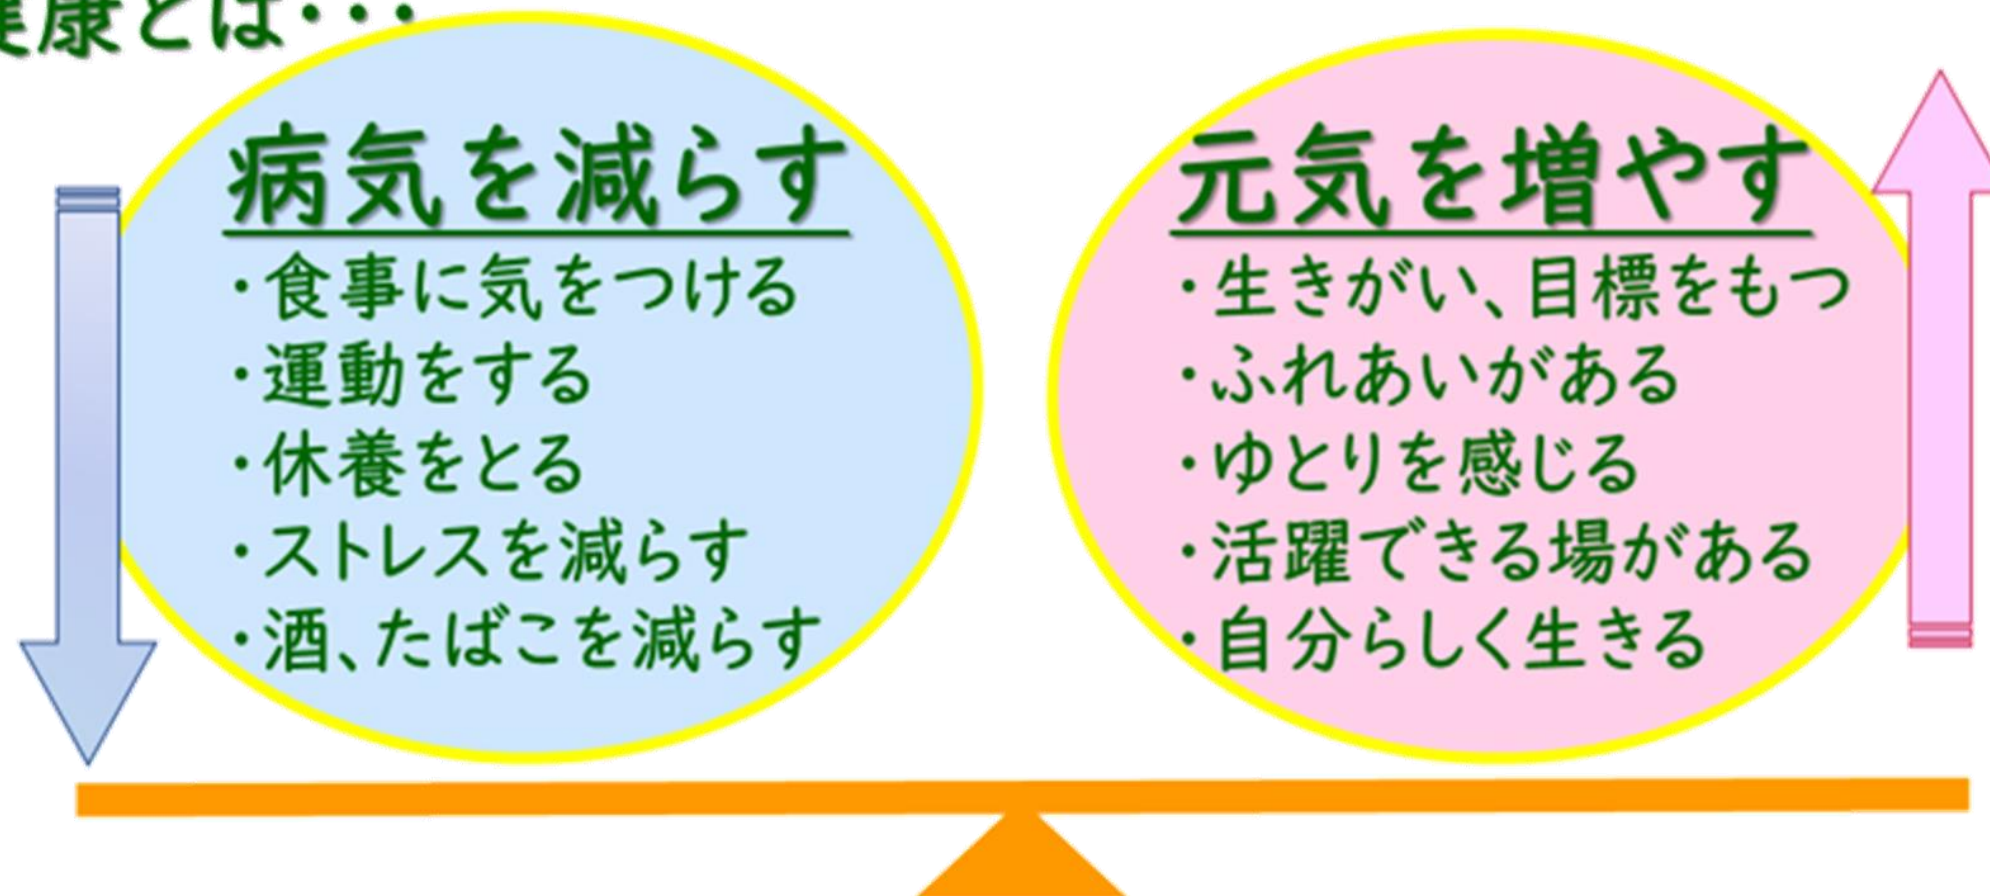 健康とは・・・
病気を減らす
・食事に気をつける
・運動をする
・休養をとる
・ストレスを減らす
・酒、たばこを減らす
元気を増やす
・生きがい、目標をもつ
・ふれあいがある
・ゆとりを感じる
・活躍できる場がある
・自分らしく生きる